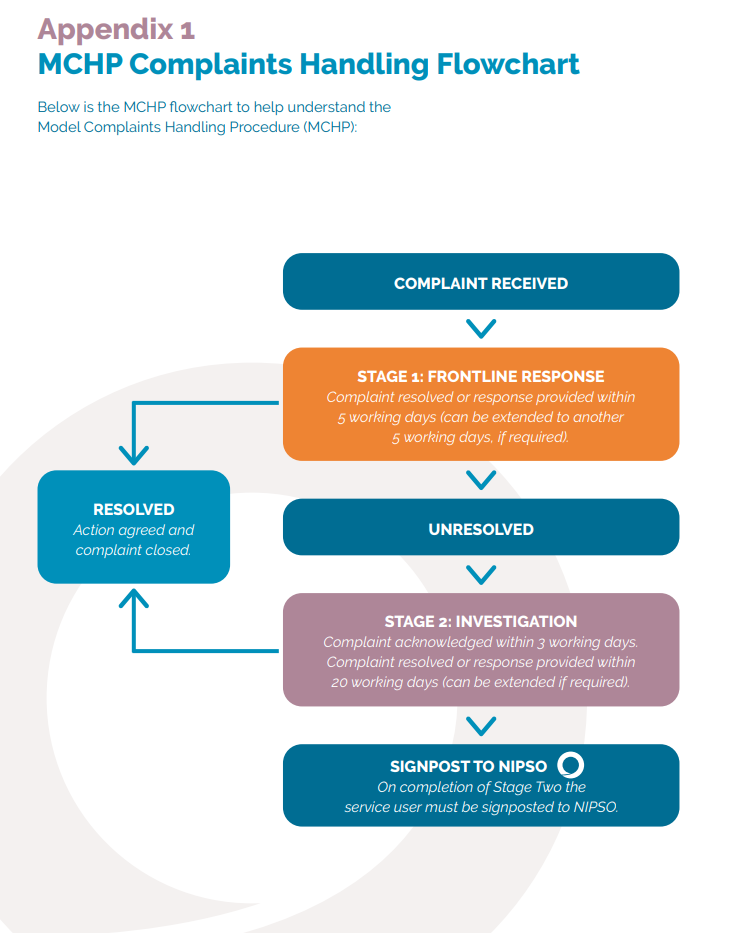 Appendix 1
MCHP Complaints Handling Flowchart
Below is the MCHP flowchart to help understand the
Model Complaints Handling Procedure (MCHP):
COMPLAINT RECEIVED
STAGE 1: FRONTLINE RESPONSE
Complaint resolved or response provided within
5 working days (can be extended to another
5 working days, if required).
RESOLVED
Action agreed and
complaint closed.
UNRESOLVED
STAGE 2: INVESTIGATION
Complaint acknowledged within 3 working days.
Complaint resolved or response provided within
20 working days (can be extended if required).
SIGNPOST TO NIPSO
On completion of Stage Two the
service user must be signposted to NIPSO.